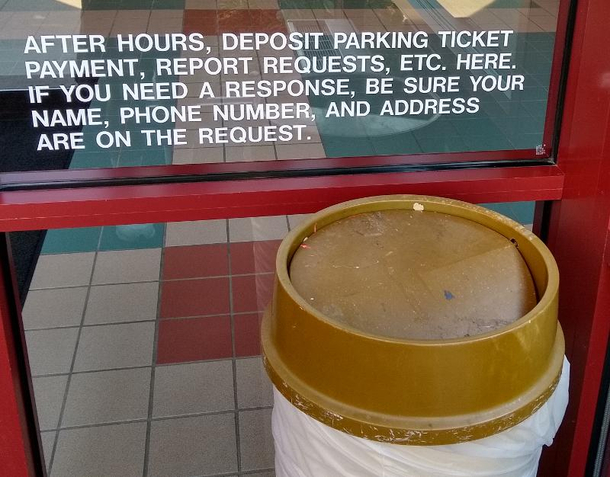 AFTER HOURS, DEPOSIT PARKING TICKET
PAYMENT, REPORT REQUESTS, ETC. HERE.
IF YOU NEED A RESPONSE, BE SURE YOUR
NAME, PHONE NUMBER, AND ADDRESS
ARE ON THE REQUEST.